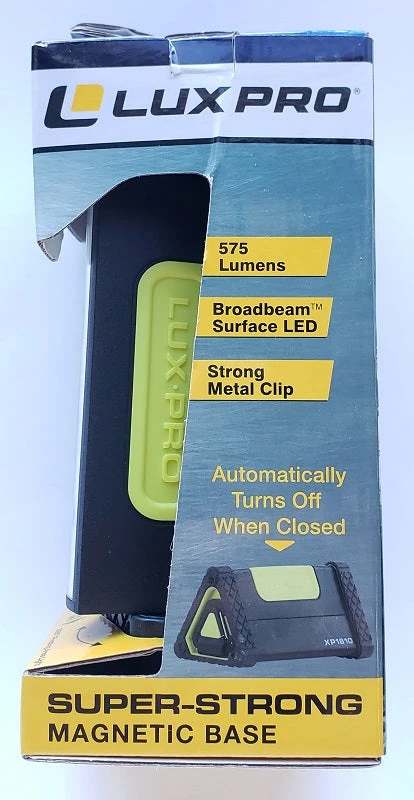 LUXPRO®
575
Lumens
Broadbeam™
Surface LED
Strong
Metal Clip
LUX·PRO
Automatically
Turns Off
When Closed
XP1810
SUPER-STRONG
MAGNETIC BASE